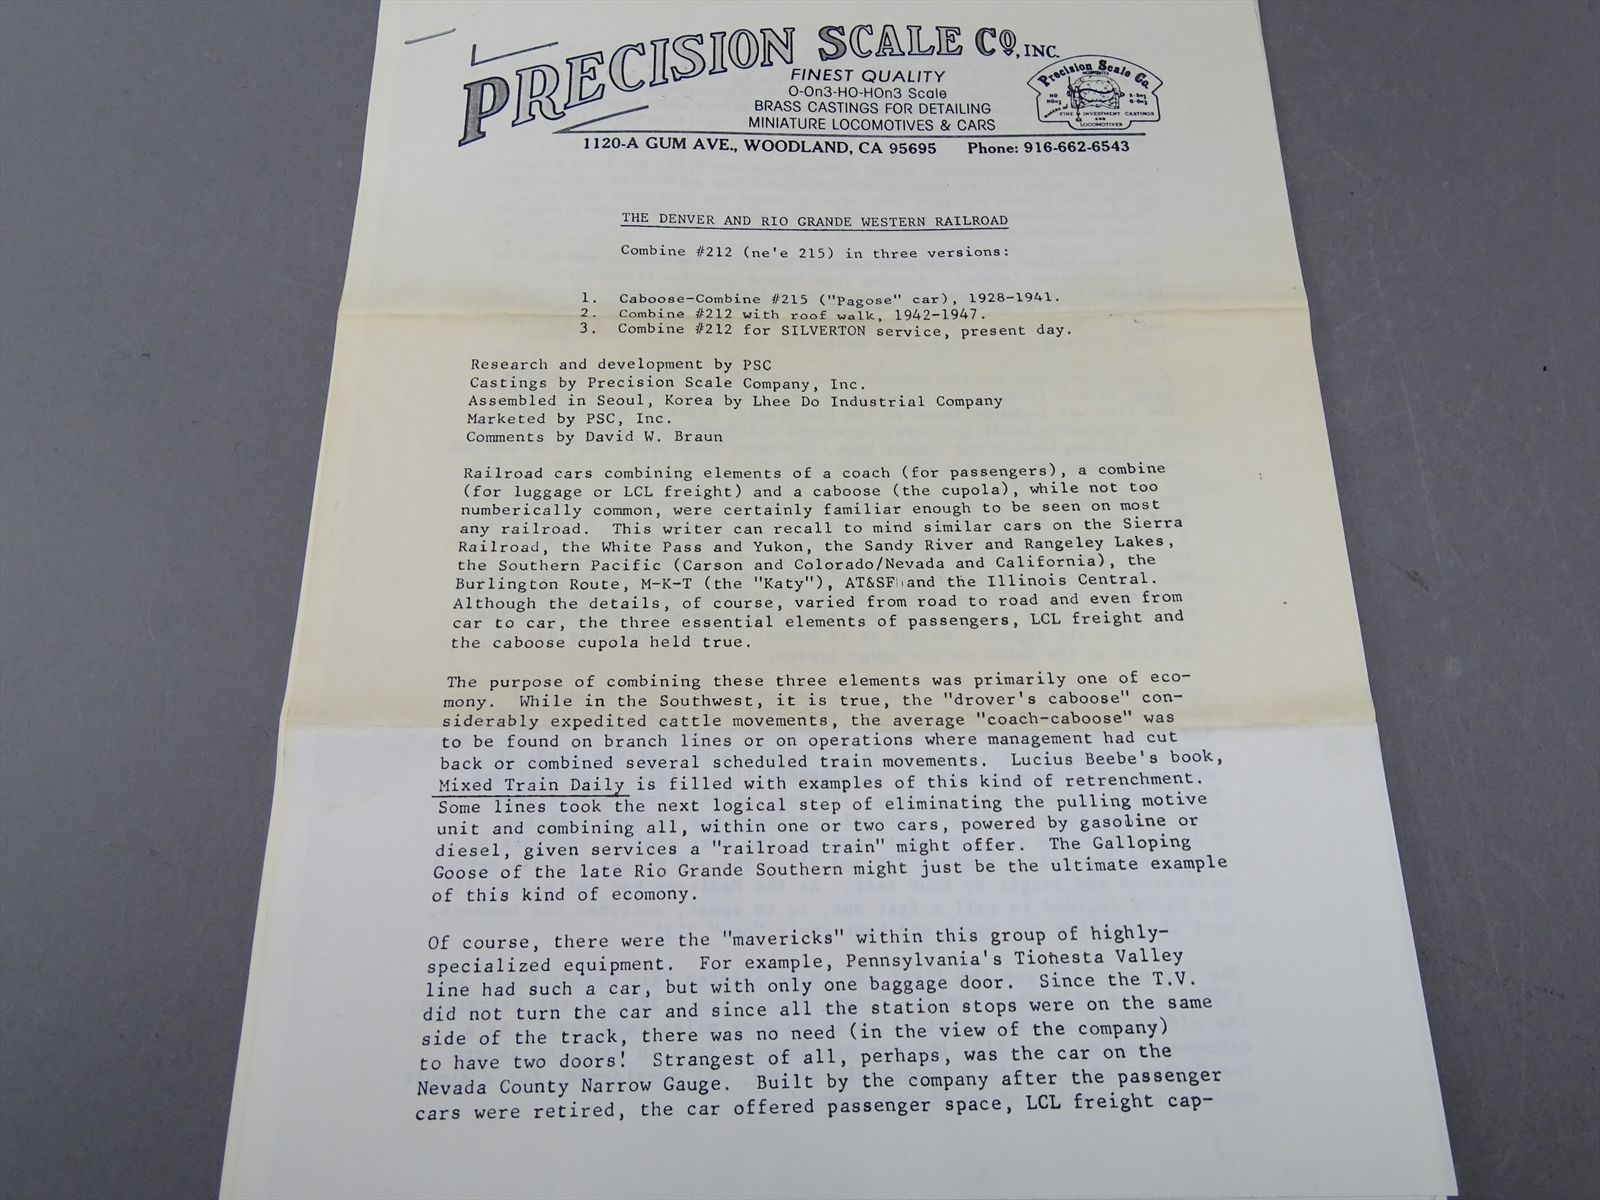 PRECISION SCALE CO., INC.
FINEST QUALITY
O-On3-HO-HOn3 Scale
BRASS CASTINGS FOR DETAILING
MINIATURE LOCOMOTIVES & CARS
Precision Scale Co.
INCORPORATED
HO
HOn3
S-Sn3
O-On3
FINE INVESTMENT CASTINGS
AND
LOCOMOTIVES
1120-A GUM AVE., WOODLAND, CA 95695 Phone: 916-662-6543
THE DENVER AND RIO GRANDE WESTERN RAILROAD
Combine #212 (ne'e 215) in three versions:
1. Caboose-Combine #215 ("Pagose" car), 1928-1941.
2. Combine #212 with roof walk, 1942-1947.
3. Combine #212 for SILVERTON service, present day.
Research and development by PSC
Castings by Precision Scale Company, Inc.
Assembled in Seoul, Korea by Lhee Do Industrial Company
Marketed by PSC, Inc.
Comments by David W. Braun
Railroad cars combining elements of a coach (for passengers), a combine
(for luggage or LCL freight) and a caboose (the cupola), while not too
numberically common, were certainly familiar enough to be seen on most
any railroad. This writer can recall to mind similar cars on the Sierra
Railroad, the White Pass and Yukon, the Sandy River and Rangeley Lakes,
the Southern Pacific (Carson and Colorado/Nevada and California), the
Burlington Route, M-K-T (the "Katy"), AT&SF and the Illinois Central.
Although the details, of course, varied from road to road and even from
car to car, the three essential elements of passengers, LCL freight and
the caboose cupola held true.
The purpose of combining these three elements was primarily one of eco-
mony. While in the Southwest, it is true, the "drover's caboose" con-
siderably expedited cattle movements, the average "coach-caboose" was
to be found on branch lines or on operations where management had cut
back or combined several scheduled train movements. Lucius Beebe's book,
Mixed Train Daily is filled with examples of this kind of retrenchment.
Some lines took the next logical step of eliminating the pulling motive
unit and combining all, within one or two cars, powered by gasoline or
diesel, given services a "railroad train" might offer. The Galloping
Goose of the late Rio Grande Southern might just be the ultimate example
of this kind of ecomony.
Of course, there were the "mavericks" within this group of highly-
specialized equipment. For example, Pennsylvania's Tionesta Valley
line had such a car, but with only one baggage door. Since the T.V.
did not turn the car and since all the station stops were on the same
side of the track, there was no need (in the view of the company)
to have two doors! Strangest of all, perhaps, was the car on the
Nevada County Narrow Gauge. Built by the company after the passenger
cars were retired, the car offered passenger space, LCL freight cap-